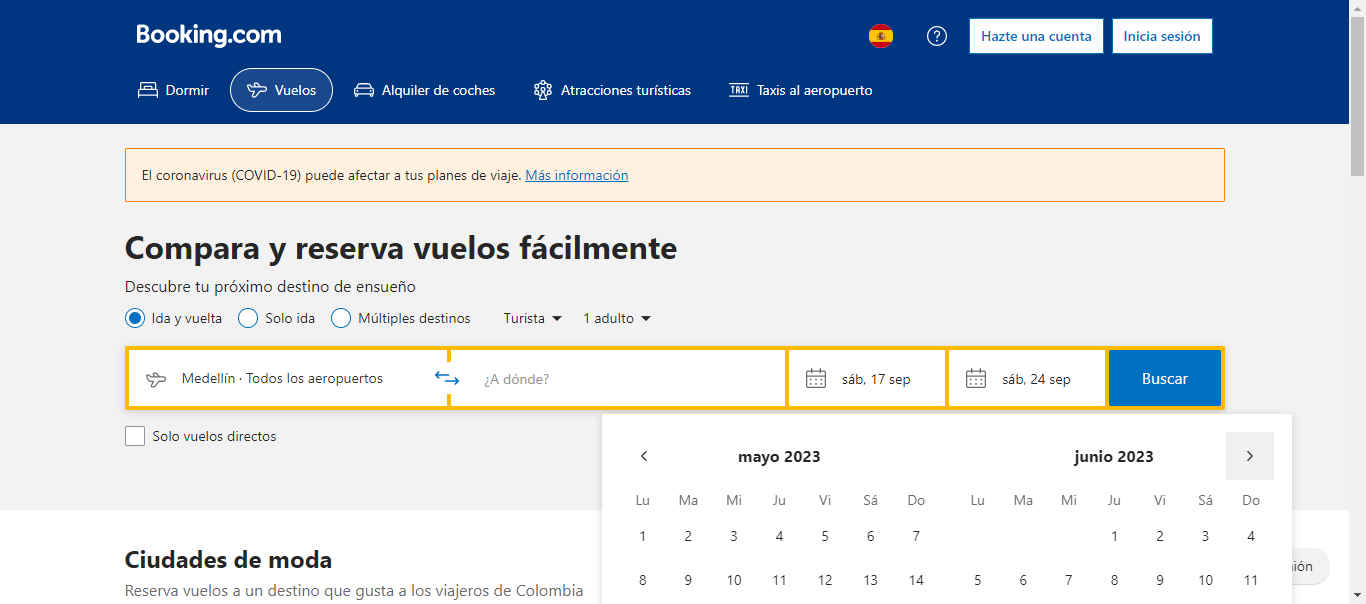 Booking.com
Hazte una cuenta
Inicia sesión
Dormir
Vuelos
Alquiler de coches
Atracciones turísticas
TAXI Taxis al aeropuerto
El coronavirus (COVID-19) puede afectar a tus planes de viaje. Más información
Compara y reserva vuelos fácilmente
Descubre tu próximo destino de ensueño
Ida y vuelta Solo ida Múltiples destinos Turista 1 adulto
Medellín · Todos los aeropuertos ¿A dónde? sáb, 17 sep sáb, 24 sep Buscar
Solo vuelos directos
mayo 2023 junio 2023
Lu Ma Mi Ju Vi Sá Do Lu Ma Mi Ju Vi Sá Do
1 2 3 4 5 6 7 1 2 3 4
8 9 10 11 12 13 14 5 6 7 8 9 10 11
Ciudades de moda
Reserva vuelos a un destino que gusta a los viajeros de Colombia